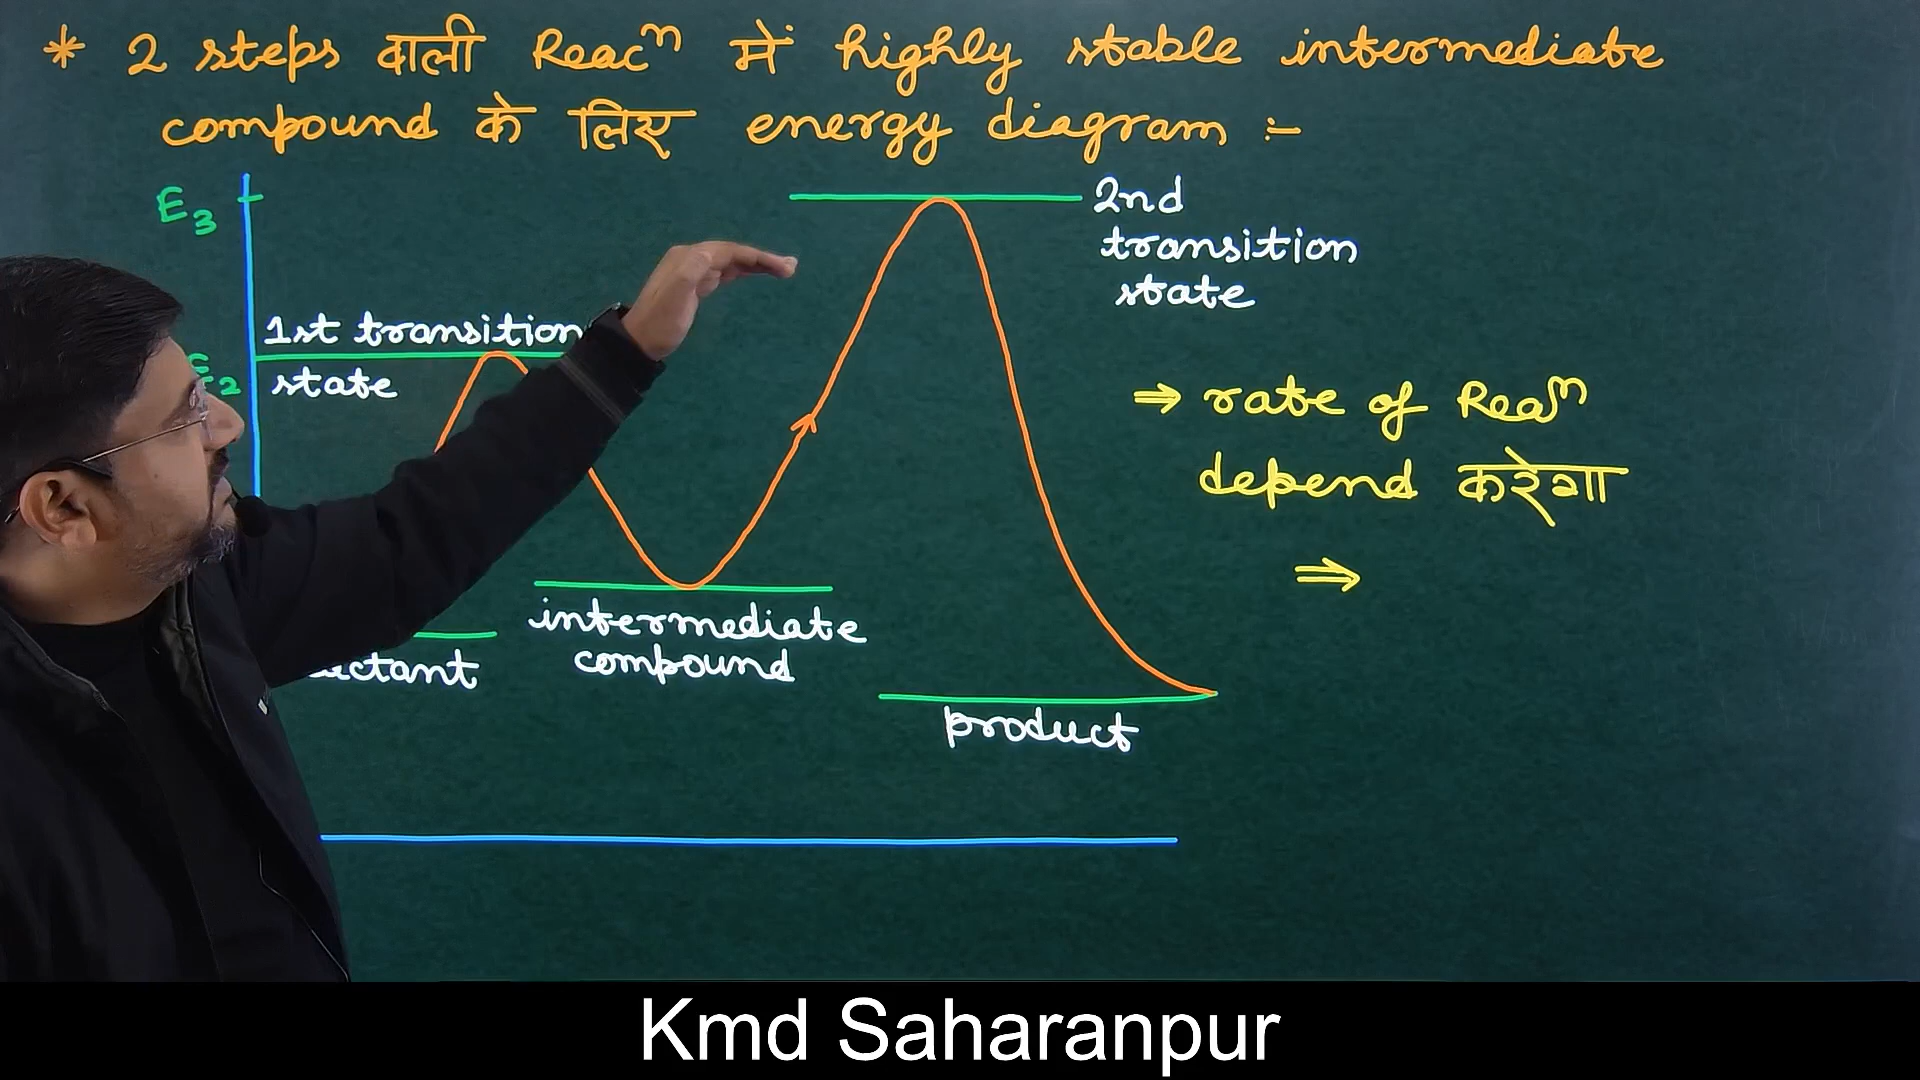 * 2 steps वाली Reacⁿ में highly stable intermediate
compound के लिए energy diagram :-
E₃
2nd
transition
state
1st transition
state
E₂
⇒ rate of Reaⁿ
depend करेगा
⇒
intermediate
compound
product
Kmd Saharanpur